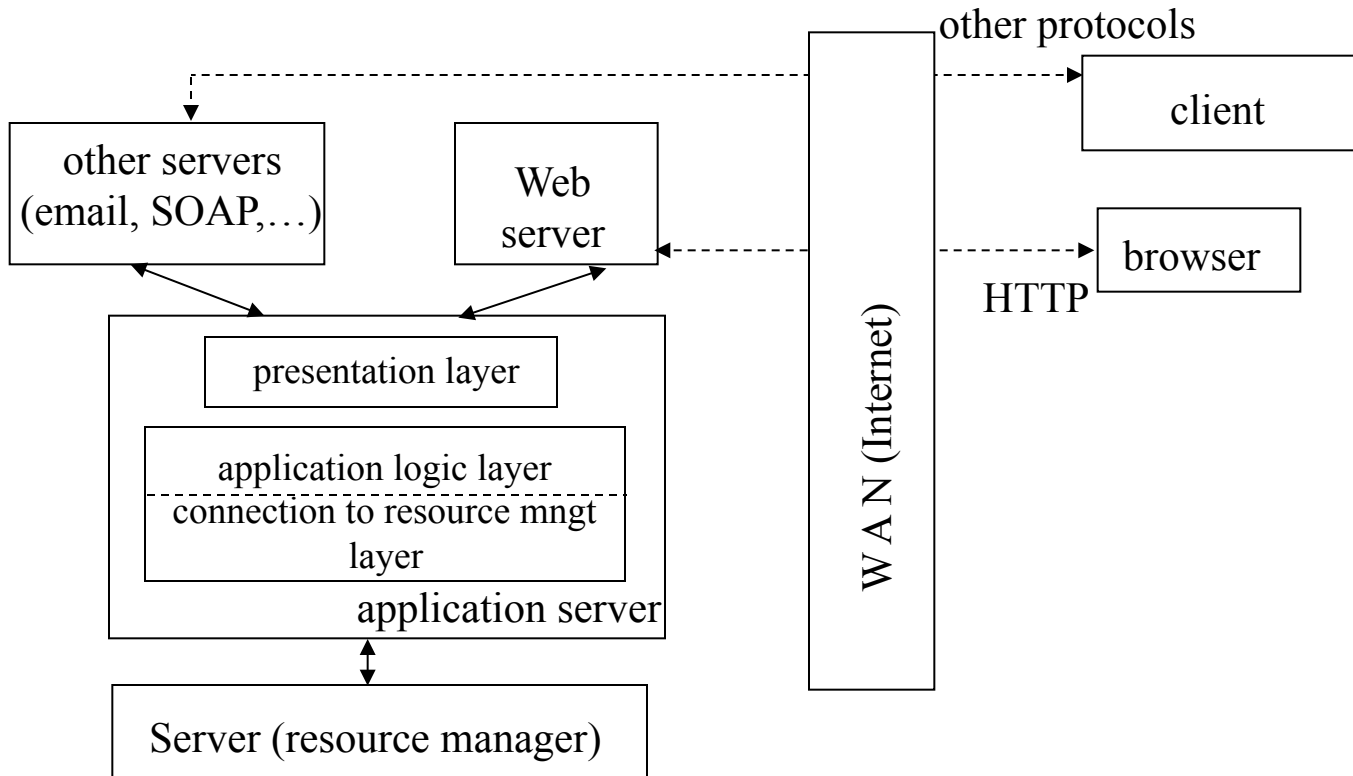 other protocols
client
other servers
(email, SOAP,…)
Web
server
browser
HTTP
W A N (Internet)
presentation layer
application logic layer
connection to resource mngt
layer
application server
Server (resource manager)